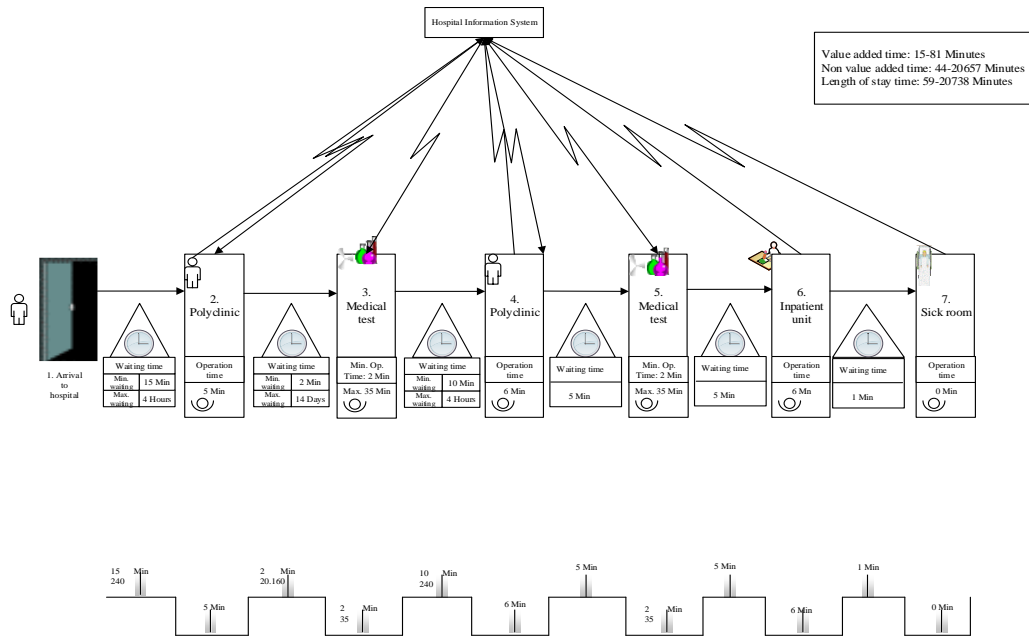 Hospital Information System
Value added time: 15-81 Minutes
Non value added time: 44-20657 Minutes
Length of stay time: 59-20738 Minutes
1. Arrival
to
hospital
Waiting time
Min. waiting 15 Min
Max. waiting 4 Hours
2.
Polyclinic
Operation
time
5 Min
Waiting time
Min. waiting 2 Min
Max. waiting 14 Days
3.
Medical
test
Min. Op.
Time: 2 Min
Max. 35 Min
Waiting time
Min. waiting 10 Min
Max. waiting 4 Hours
4.
Polyclinic
Operation
time
6 Min
Waiting time
5 Min
5.
Medical
test
Min. Op.
Time: 2 Min
Max. 35 Min
Waiting time
5 Min
6.
Inpatient
unit
Operation
time
6 Mn
Waiting time
1 Min
7.
Sick room
Operation
time
0 Min
15 Min
240
5 Min
2 Min
20.160
2 Min
35
10 Min
240
6 Min
5 Min
2 Min
35
5 Min
6 Min
1 Min
0 Min